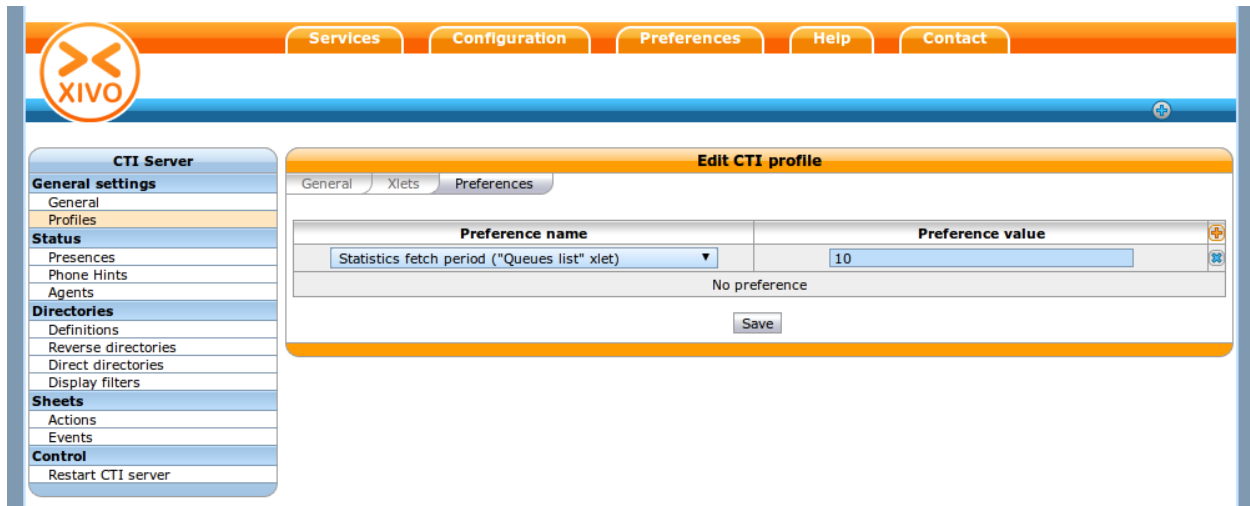 Services Configuration Preferences Help Contact
XIVO
CTI Server
General settings
General
Profiles
Status
Presences
Phone Hints
Agents
Directories
Definitions
Reverse directories
Direct directories
Display filters
Sheets
Actions
Events
Control
Restart CTI server
Edit CTI profile
General Xlets Preferences
Preference name Preference value
Statistics fetch period ("Queues list" xlet) 10
No preference
Save